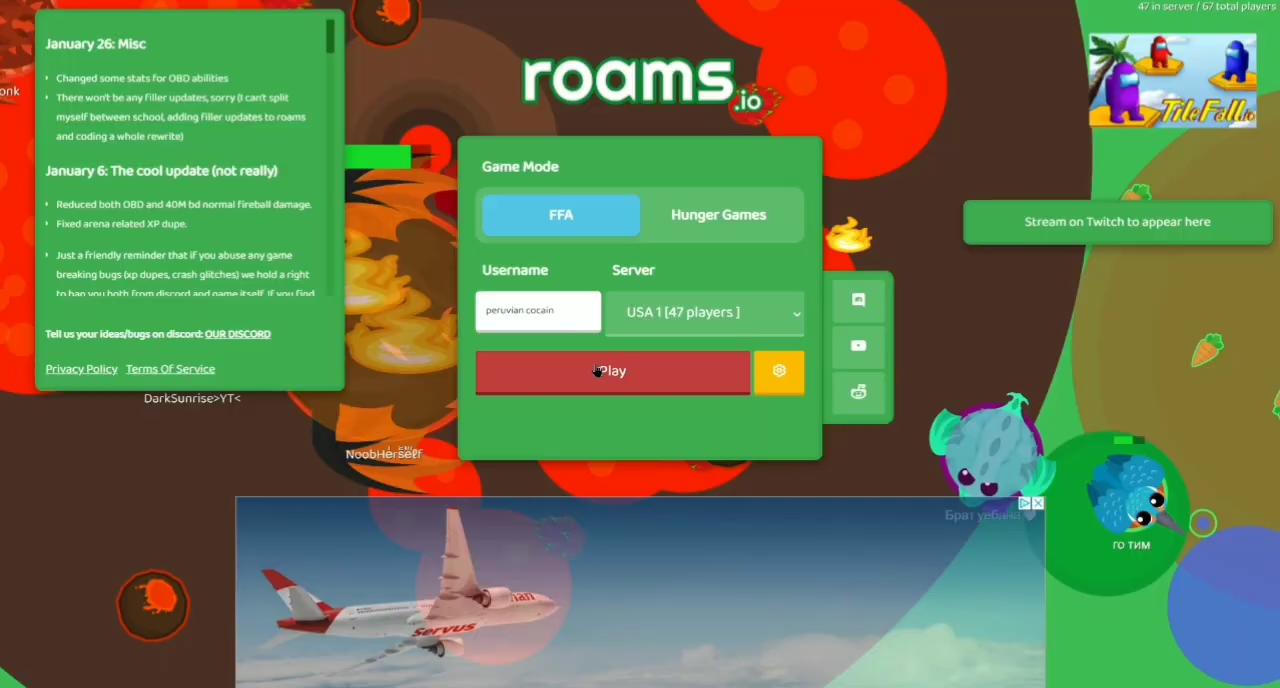 47 in server / 67 total players
onk
January 26: Misc
Changed some stats for OBD abilities
There won't be any filler updates, sorry (I can't split
myself between school, adding filler updates to roams
and coding a whole rewrite)
January 6: The cool update (not really)
Reduced both OBD and 40M bd normal fireball damage.
Fixed arena related XP dupe.
Just a friendly reminder that if you abuse any game
breaking bugs (xp dupes, crash glitches) we hold a right
to ban you both from discord and game itself. If you find
Tell us your ideas/bugs on discord: OUR DISCORD
Privacy Policy Terms Of Service
DarkSunrise>YT<
NoobHerself
roams.io
Game Mode
FFA Hunger Games
Username Server
peruvian cocain USA 1 [47 players ]
Play
TileFall.io
Stream on Twitch to appear here
Брат уебана
го тим
Servus